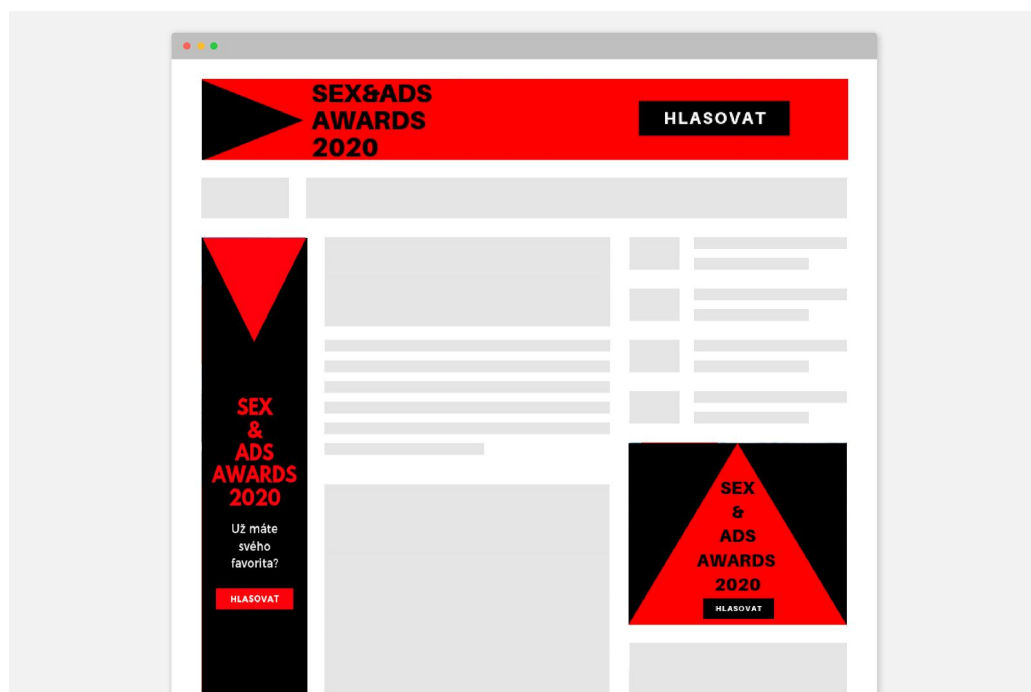 SEX&ADS
AWARDS
2020
HLASOVAT
SEX
&
ADS
AWARDS
2020
Už máte
svého
favorita?
HLASOVAT
SEX
&
ADS
AWARDS
2020
HLASOVAT